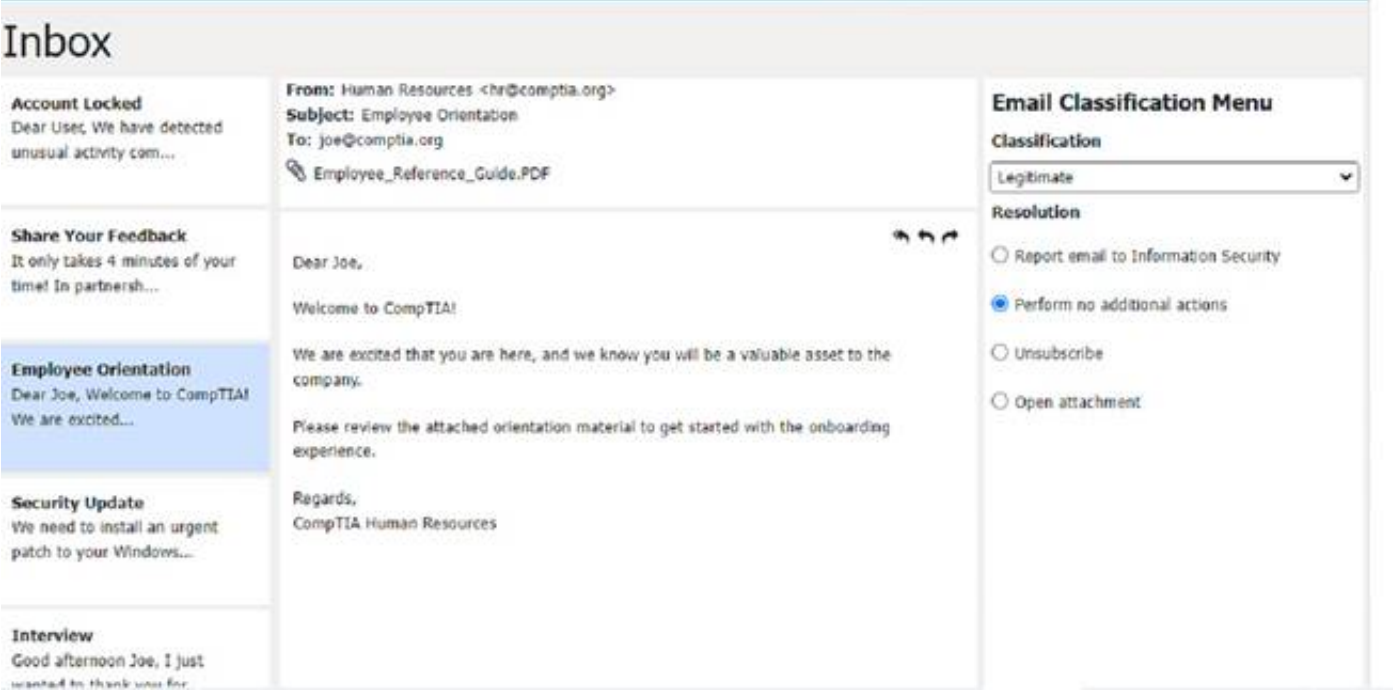 Inbox
Account Locked
Dear User, We have detected
unusual activity com...
Share Your Feedback
It only takes 4 minutes of your
time! In partnersh...
Employee Orientation
Dear Joe, Welcome to CompTIA!
We are excited...
Security Update
We need to install an urgent
patch to your Windows...
Interview
Good afternoon Joe, I just
wanted to thank you for
From: Human Resources <hr@comptia.org>
Subject: Employee Orientation
To: joe@comptia.org
Employee_Reference_Guide.PDF
Dear Joe,
Welcome to CompTIA!
We are excited that you are here, and we know you will be a valuable asset to the
company.
Please review the attached orientation material to get started with the onboarding
experience.
Regards,
CompTIA Human Resources
Email Classification Menu
Classification
Legitimate
Resolution
Report email to Information Security
Perform no additional actions
Unsubscribe
Open attachment